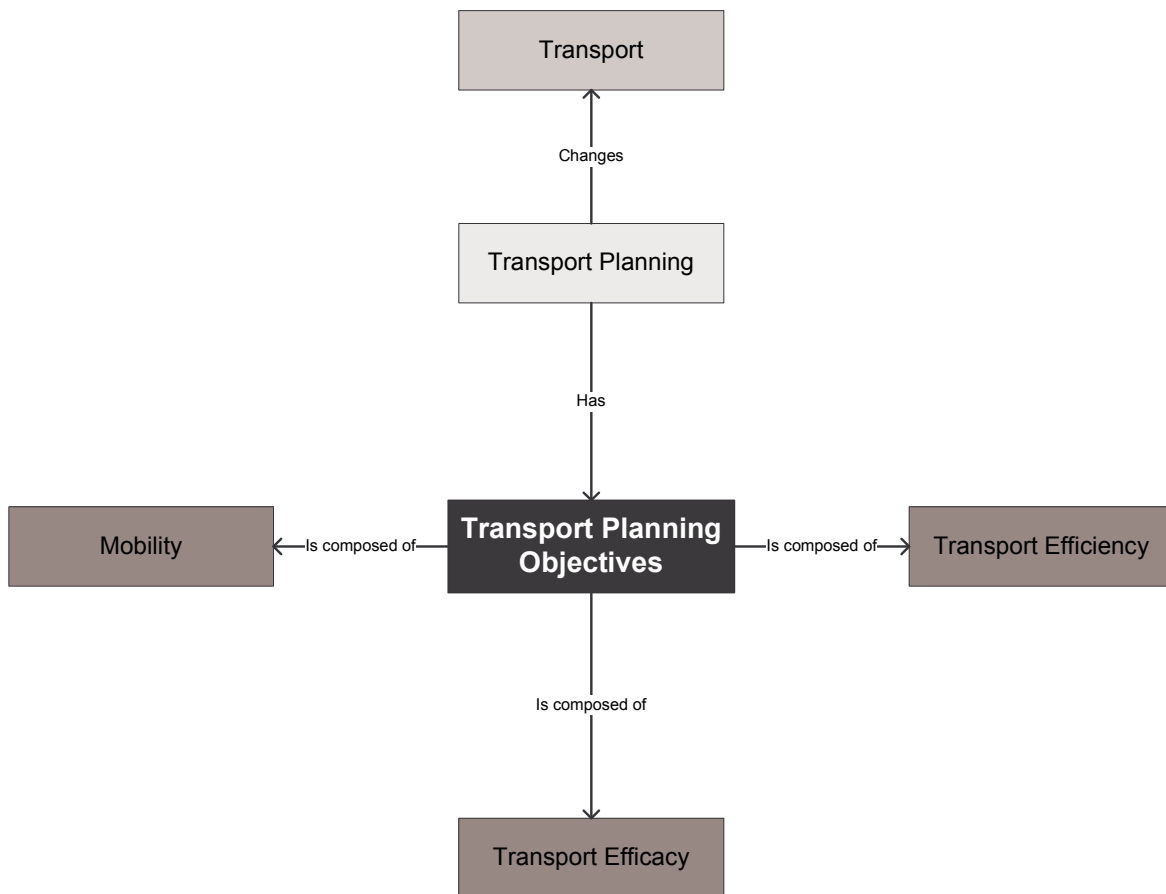 Transport
Changes
Transport Planning
Has
Transport Planning
Objectives
Mobility
Is composed of
Is composed of
Transport Efficiency
Is composed of
Transport Efficacy